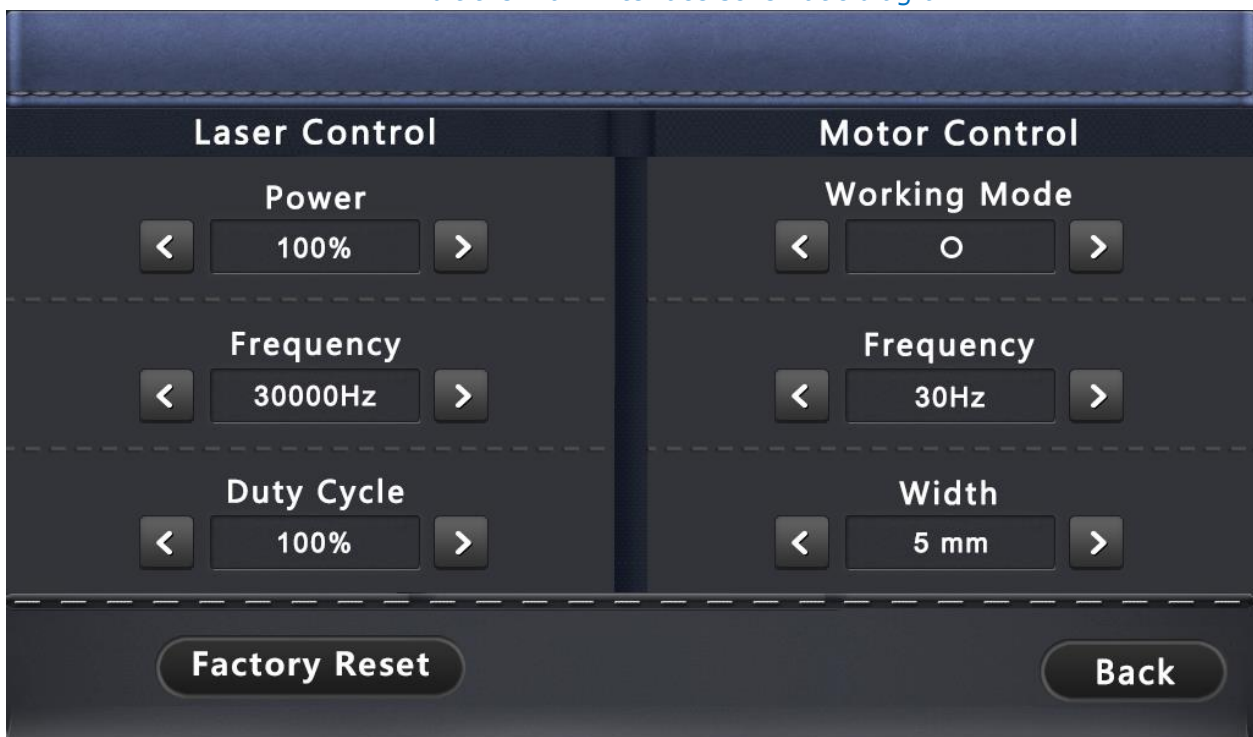 Laser Control
Motor Control
Power
100%
Working Mode
O
Frequency
30000Hz
Frequency
30Hz
Duty Cycle
100%
Width
5 mm
Factory Reset
Back